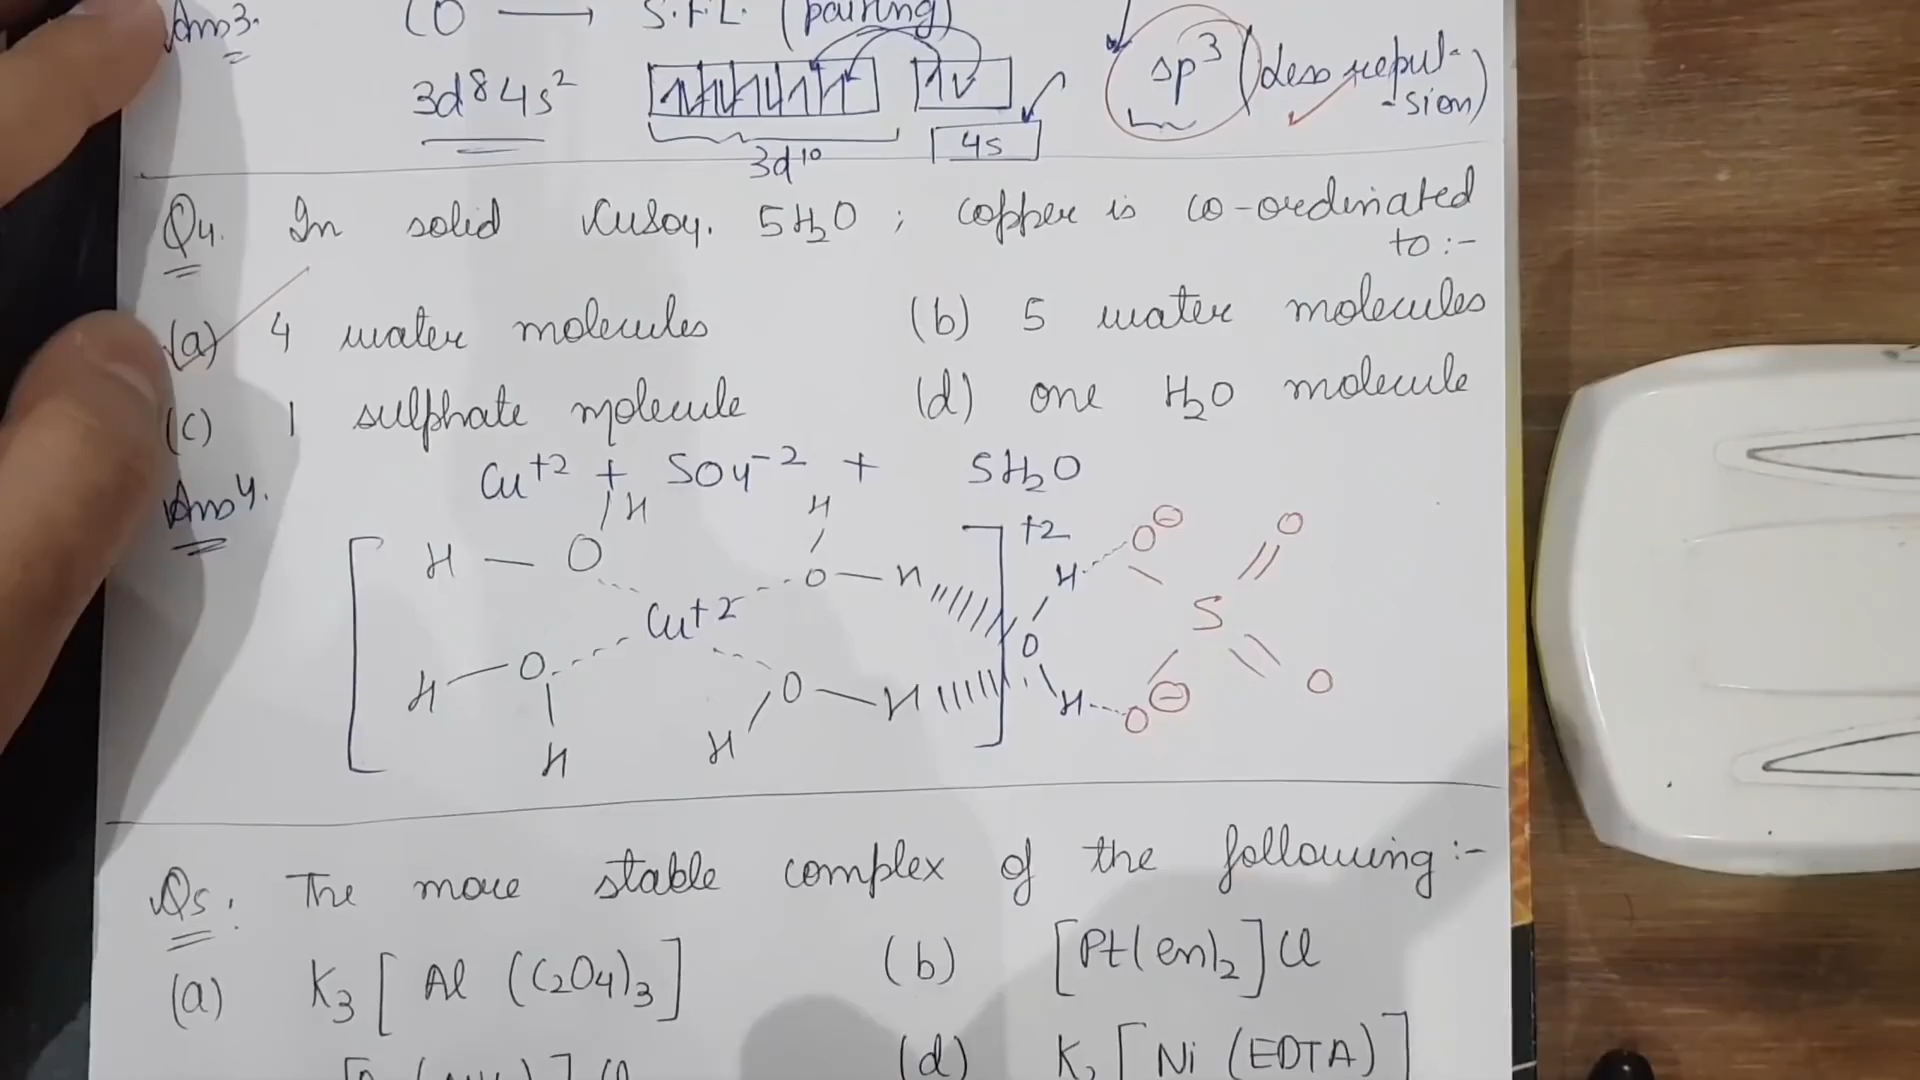 Ans3. CO ⟶ S.F.L. (pairing)
3d⁸4s² 3d¹⁰ 4s sp³ (less repul-
-sion)
Q4. In solid CuSO4. 5H₂O ; copper is co-ordinated
to :-
(a) 4 water molecules (b) 5 water molecules
(c) 1 sulphate molecule (d) one H₂O molecule
Ans4. Cu⁺² + SO4⁻² + 5H₂O
H H +2 O⊖ O
H — O O — H H
Cu⁺² S
H — O O — H O H O⊖ O
H H
Q5. The more stable complex of the following :-
(a) K₃[Al (C₂O4)₃] (b) [Pt(en)₂]Cl
(d) K₂[Ni (EDTA)]